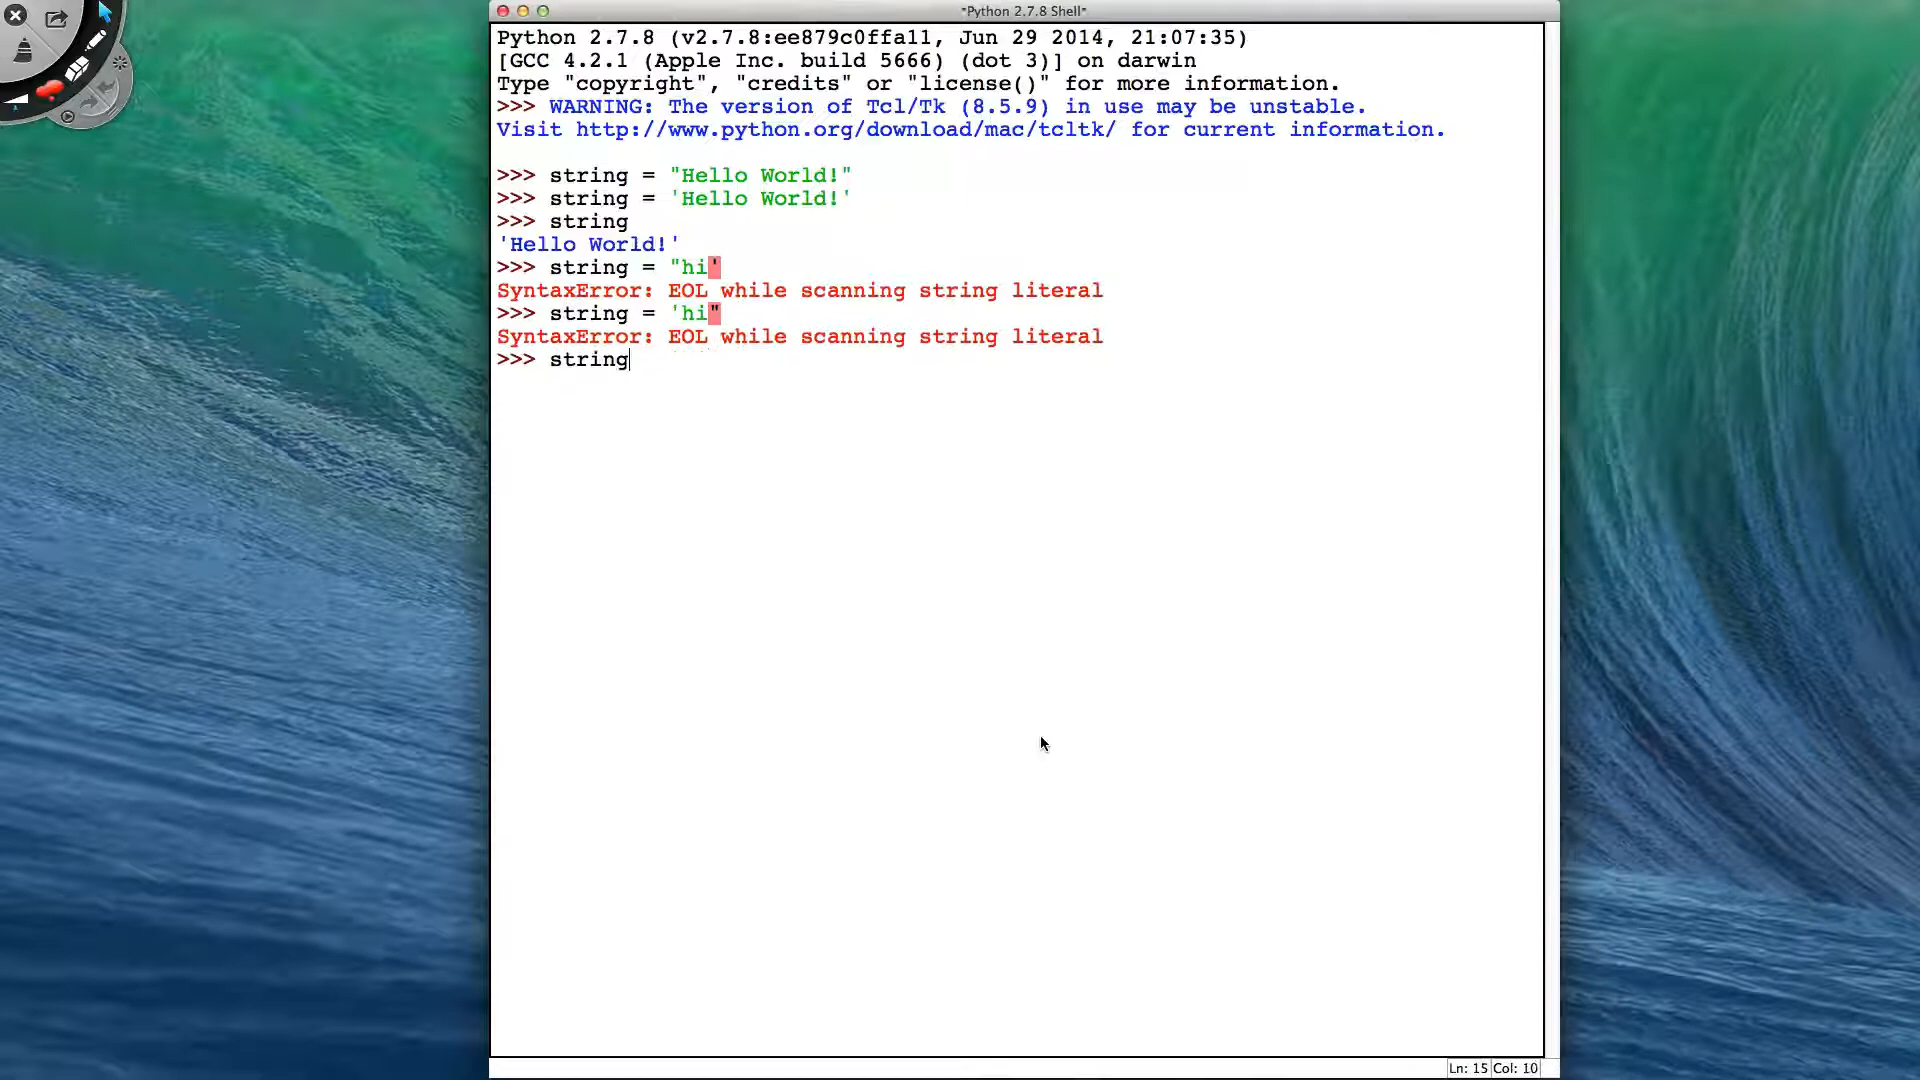 *Python 2.7.8 Shell*
Python 2.7.8 (v2.7.8:ee879c0ffa11, Jun 29 2014, 21:07:35)
[GCC 4.2.1 (Apple Inc. build 5666) (dot 3)] on darwin
Type "copyright", "credits" or "license()" for more information.
>>> WARNING: The version of Tcl/Tk (8.5.9) in use may be unstable.
Visit http://www.python.org/download/mac/tcltk/ for current information.
>>> string = "Hello World!"
>>> string = 'Hello World!'
>>> string
'Hello World!'
>>> string = "hi'
SyntaxError: EOL while scanning string literal
>>> string = 'hi"
SyntaxError: EOL while scanning string literal
>>> string
Ln: 15 Col: 10